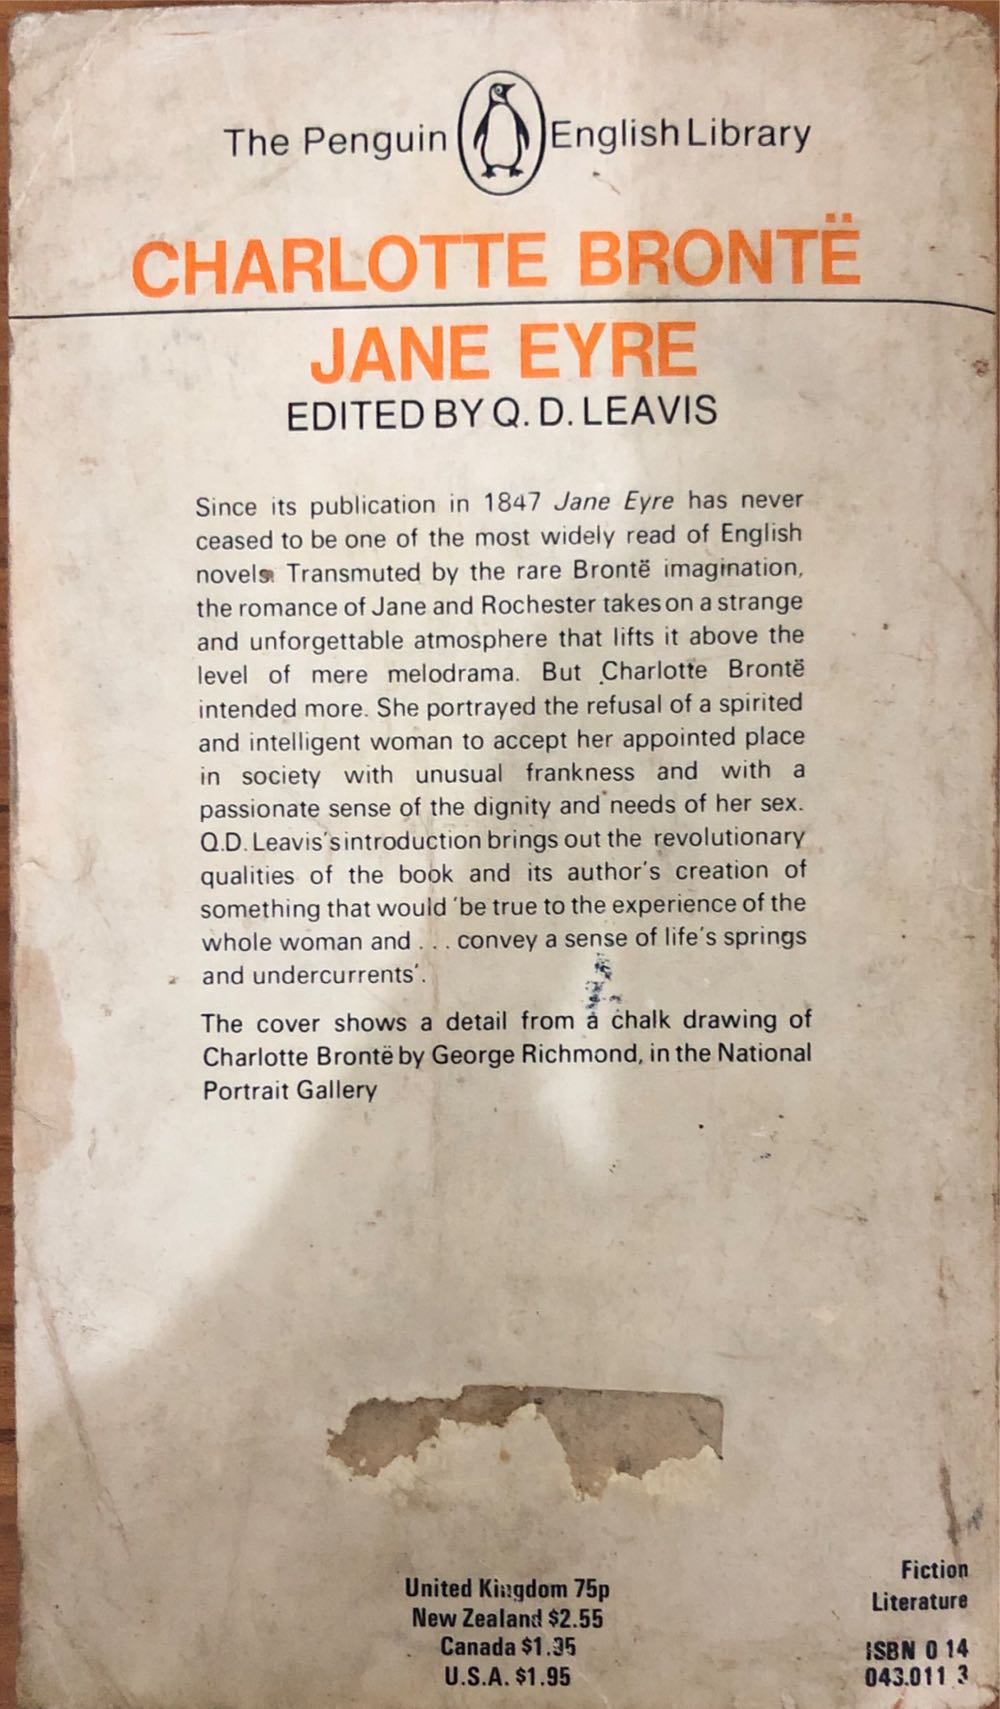 The Penguin English Library
CHARLOTTE BRONTË
JANE EYRE
EDITED BY Q. D. LEAVIS
Since its publication in 1847 Jane Eyre has never
ceased to be one of the most widely read of English
novels. Transmuted by the rare Brontë imagination,
the romance of Jane and Rochester takes on a strange
and unforgettable atmosphere that lifts it above the
level of mere melodrama. But Charlotte Brontë
intended more. She portrayed the refusal of a spirited
and intelligent woman to accept her appointed place
in society with unusual frankness and with a
passionate sense of the dignity and needs of her sex.
Q.D. Leavis's introduction brings out the revolutionary
qualities of the book and its author's creation of
something that would 'be true to the experience of the
whole woman and . . . convey a sense of life's springs
and undercurrents'.
The cover shows a detail from a chalk drawing of
Charlotte Brontë by George Richmond, in the National
Portrait Gallery
United Kingdom 75p
New Zealand $2.55
Canada $1.95
U.S.A. $1.95
Fiction
Literature
ISBN 0 14
043.011 3